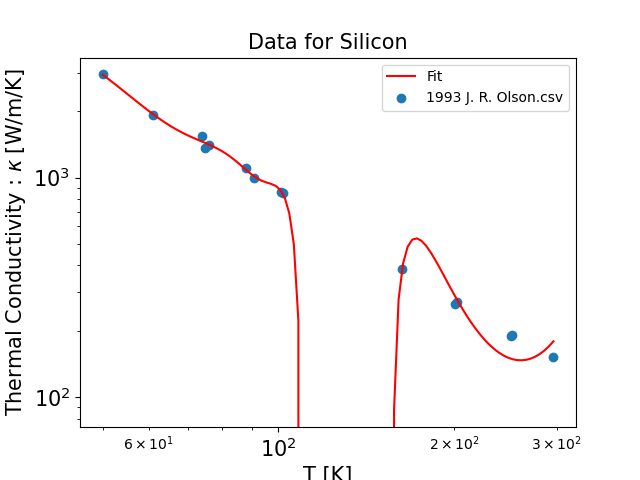 Data for Silicon
Thermal Conductivity : κ [W/m/K]
10³
10²
Fit
1993 J. R. Olson.csv
6 × 10¹
10²
2 × 10²
3 × 10²
T [K]